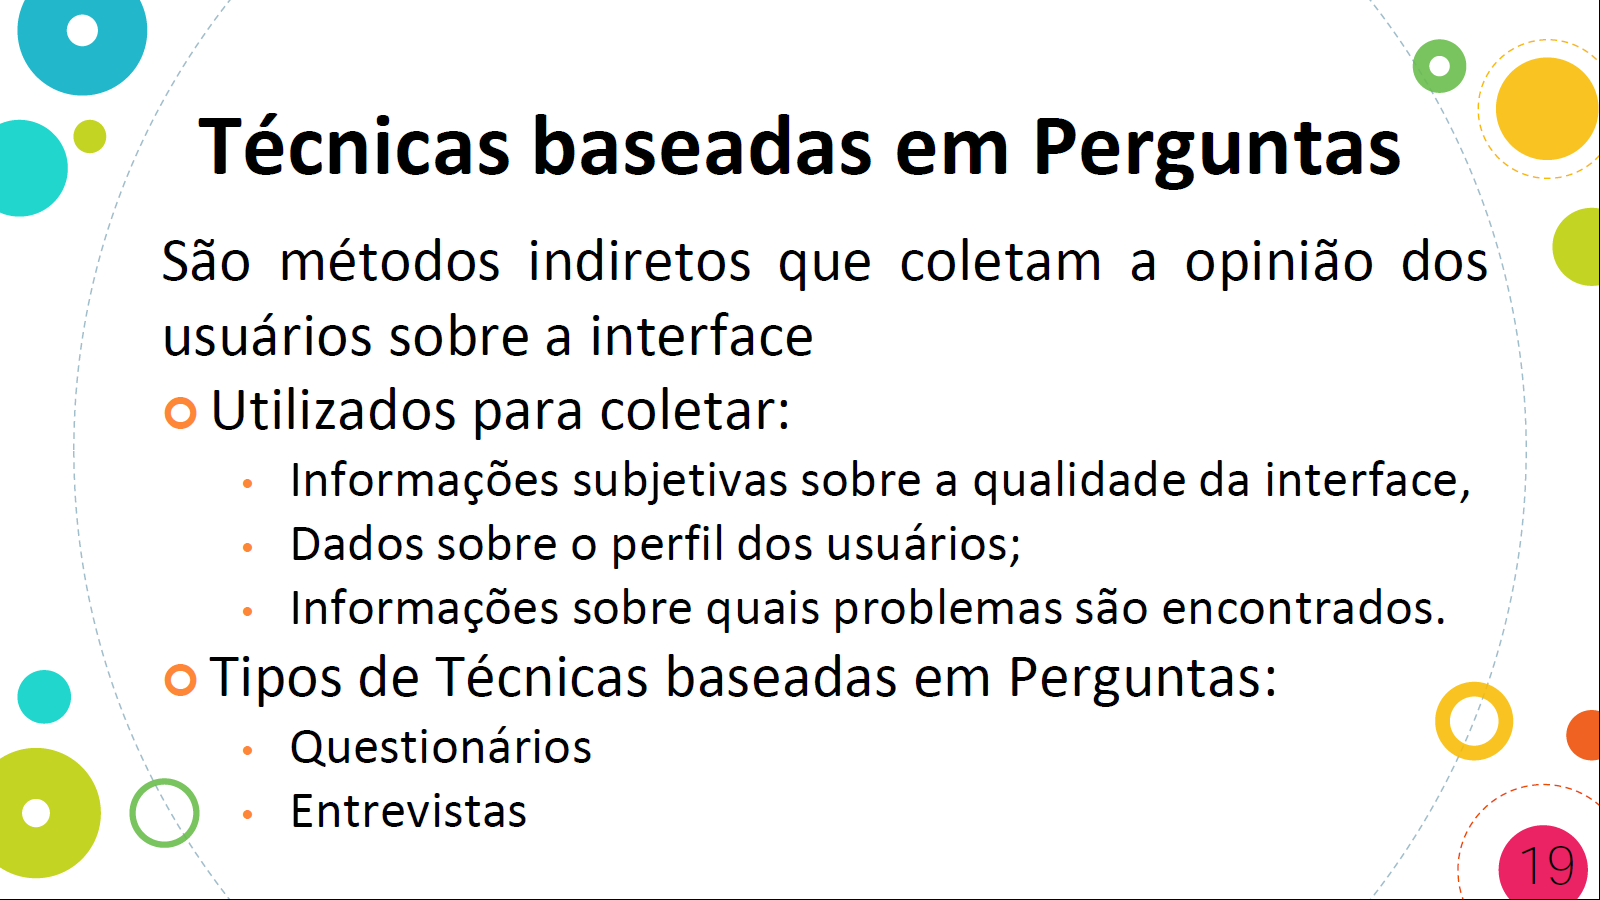 Técnicas baseadas em Perguntas
São métodos indiretos que coletam a opinião dos
usuários sobre a interface
Utilizados para coletar:
• Informações subjetivas sobre a qualidade da interface,
• Dados sobre o perfil dos usuários;
• Informações sobre quais problemas são encontrados.
Tipos de Técnicas baseadas em Perguntas:
• Questionários
• Entrevistas
19